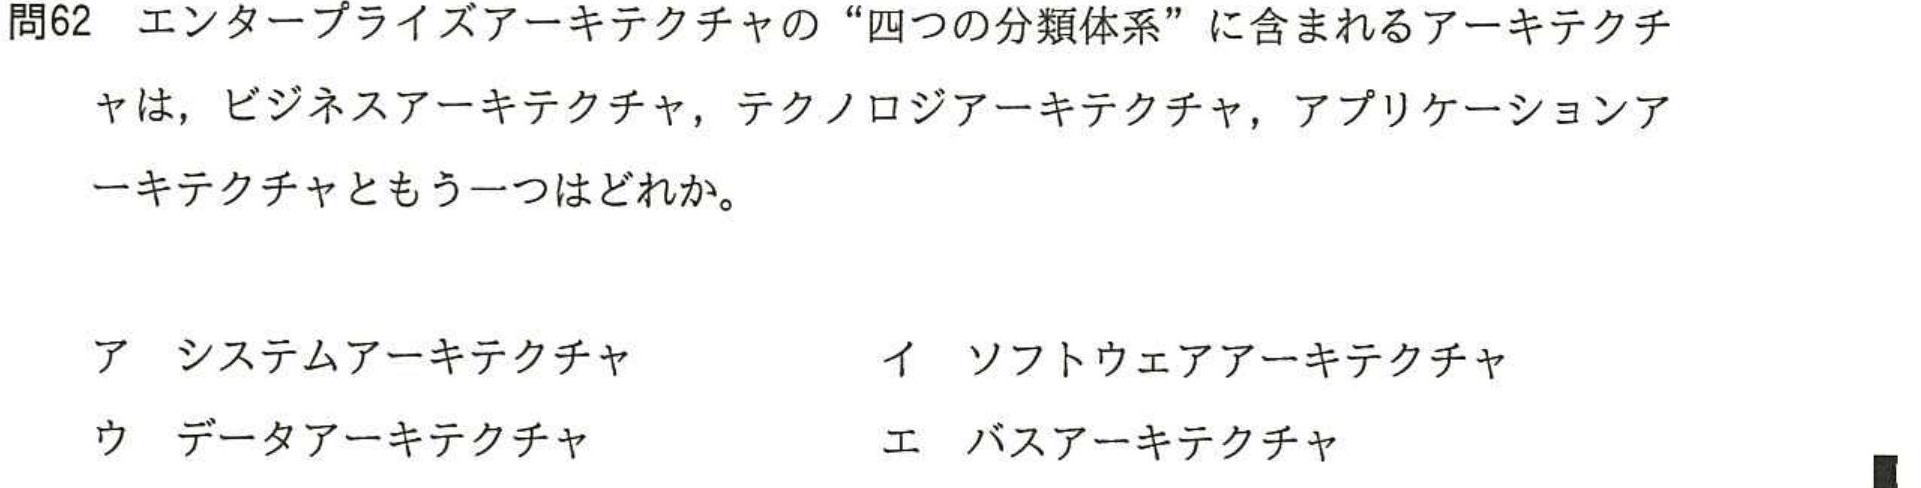 問62　エンタープライズアーキテクチャの“四つの分類体系”に含まれるアーキテクチ
ャは，ビジネスアーキテクチャ，テクノロジアーキテクチャ，アプリケーションア
ーキテクチャともう一つはどれか。
ア　システムアーキテクチャ　イ　ソフトウェアアーキテクチャ
ウ　データアーキテクチャ　エ　バスアーキテクチャ